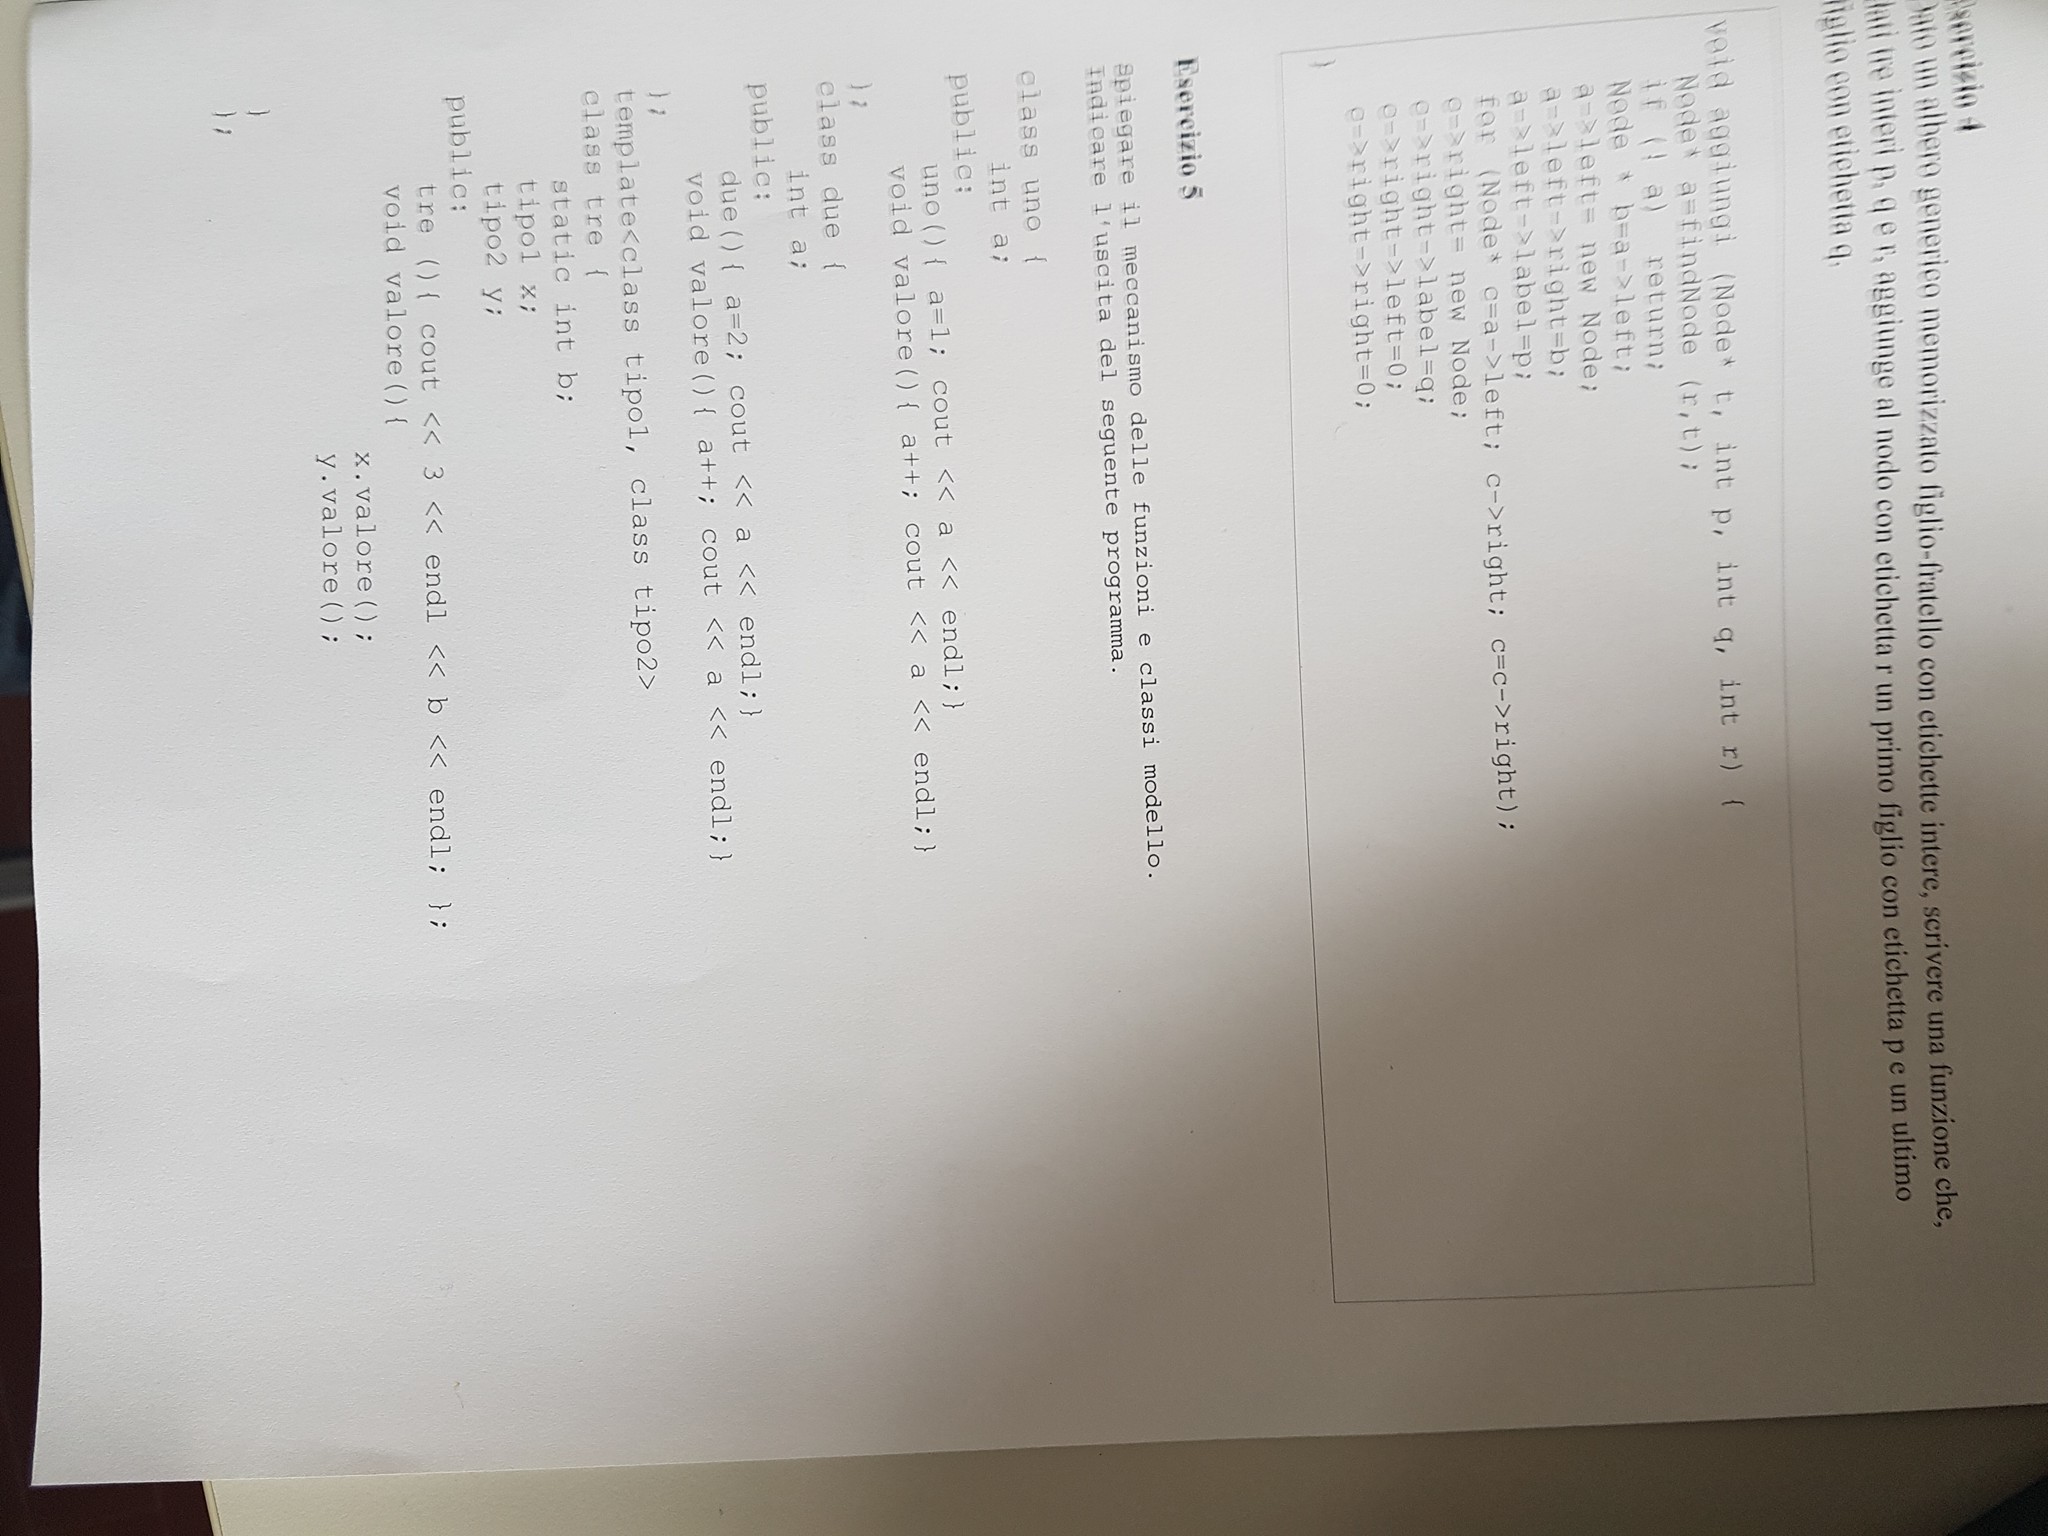 Esercizio 4
Dato un albero generico memorizzato figlio-fratello con etichette intere, scrivere una funzione che,
dati tre interi p, q e r, aggiunge al nodo con etichetta r un primo figlio con etichetta p e un ultimo
figlio con etichetta q.
void aggiungi (Node* t, int p, int q, int r) {
Node* a=findNode (r,t);
if (! a) return;
Node * b=a->left;
a->left= new Node;
a->left->right=b;
a->left->label=p;
for (Node* c=a->left; c->right; c=c->right);
c->right= new Node;
c->right->label=q;
c->right->left=0;
c->right->right=0;
}
Esercizio 5
Spiegare il meccanismo delle funzioni e classi modello.
Indicare l'uscita del seguente programma.
class uno {
int a;
public:
uno(){ a=1; cout << a << endl;}
void valore(){ a++; cout << a << endl;}
};
class due {
int a;
public:
due(){ a=2; cout << a << endl;}
void valore(){ a++; cout << a << endl;}
};
template<class tipo1, class tipo2>
class tre {
static int b;
tipo1 x;
tipo2 y;
public:
tre (){ cout << 3 << endl << b << endl; };
void valore(){
x.valore();
y.valore();
}
};